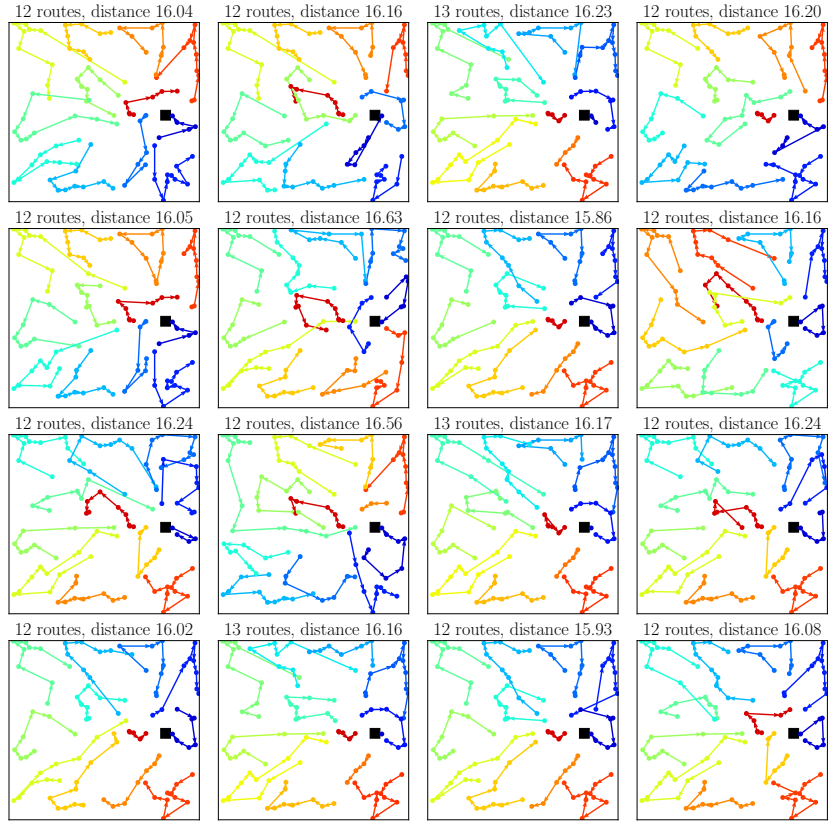 12 routes, distance 16.04
12 routes, distance 16.16
13 routes, distance 16.23
12 routes, distance 16.20
12 routes, distance 16.05
12 routes, distance 16.63
12 routes, distance 15.86
12 routes, distance 16.16
12 routes, distance 16.24
12 routes, distance 16.56
13 routes, distance 16.17
12 routes, distance 16.24
12 routes, distance 16.02
13 routes, distance 16.16
12 routes, distance 15.93
12 routes, distance 16.08